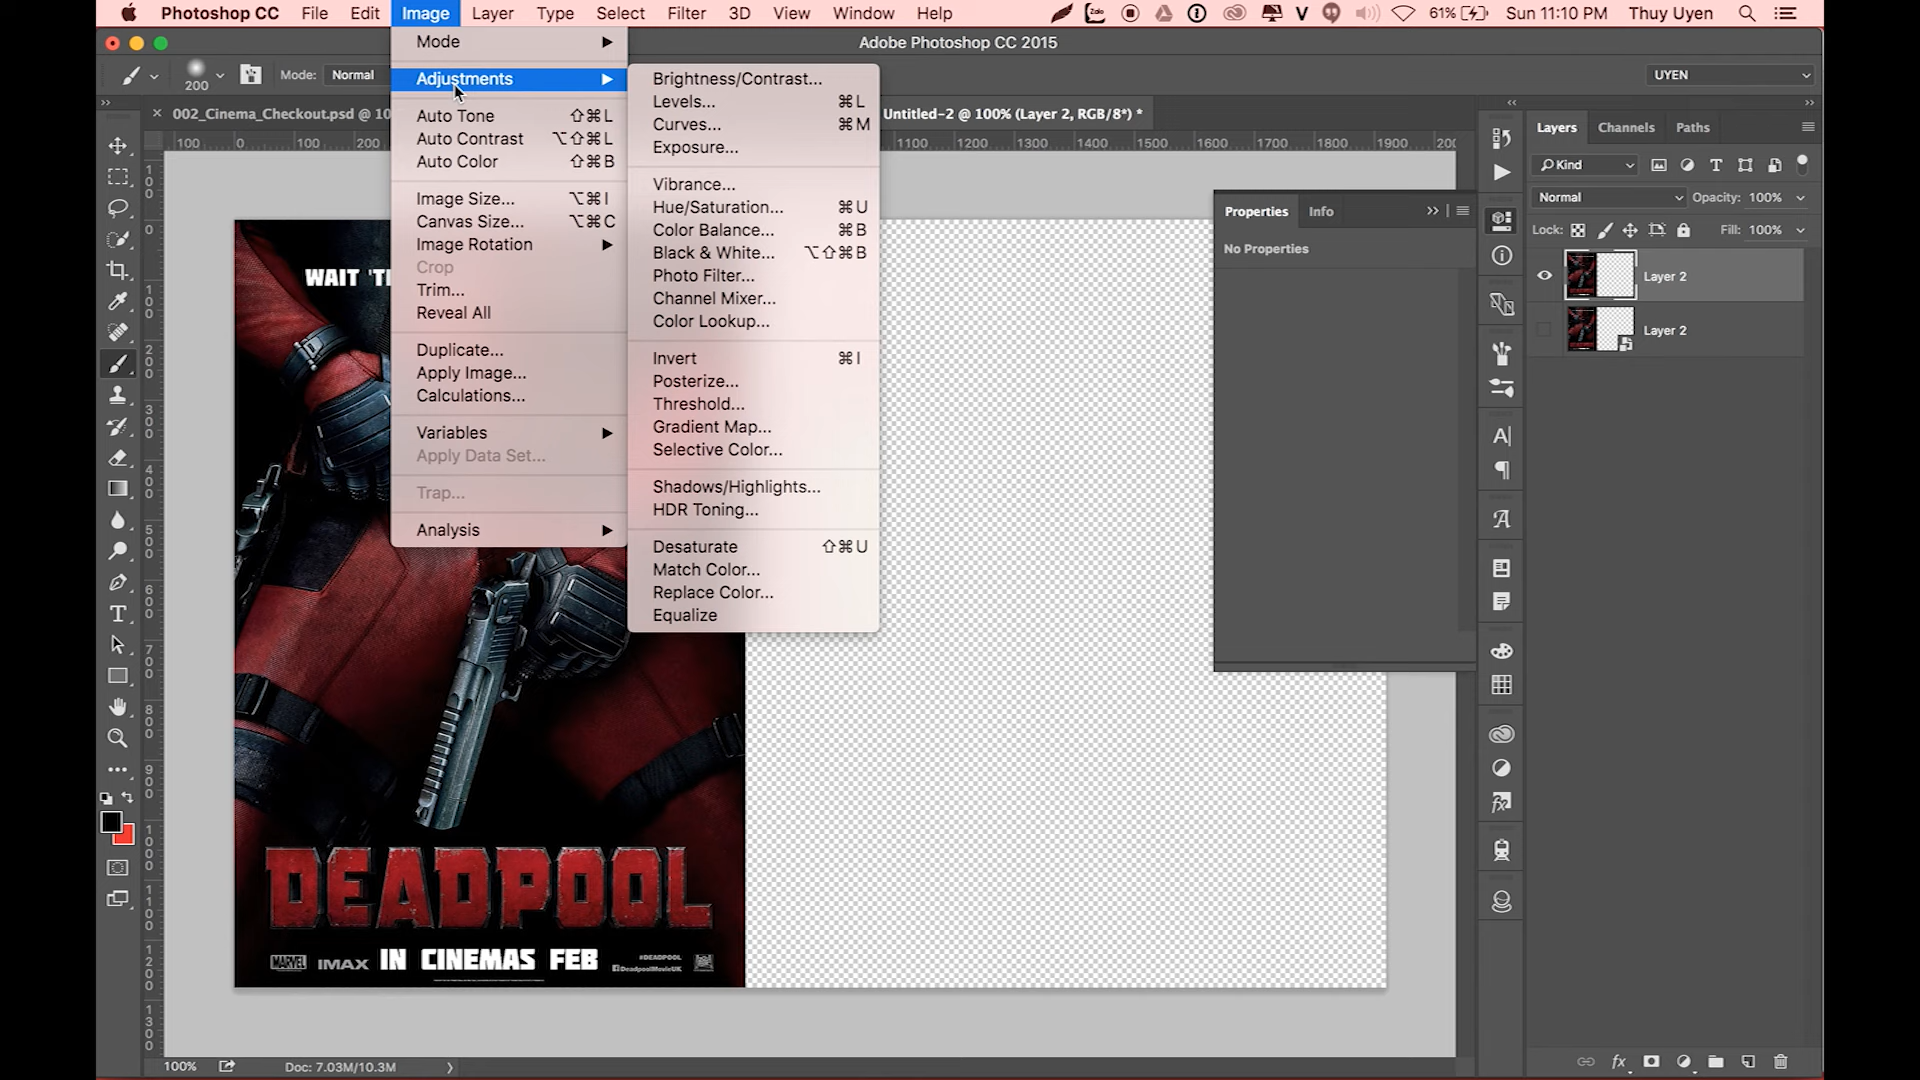 Photoshop CC File Edit Image Layer Type Select Filter 3D View Window Help Zalo V 61% Sun 11:10 PM Thuy Uyen
Adobe Photoshop CC 2015
200 Mode: Normal UYEN
002_Cinema_Checkout.psd @ 10 Untitled-2 @ 100% (Layer 2, RGB/8*) *
100 0 100 200 1100 1200 1300 1400 1500 1600 1700 1800 1900 200
Mode
Adjustments
Auto Tone ⇧⌘L
Auto Contrast ⌥⇧⌘L
Auto Color ⇧⌘B
Image Size... ⌥⌘I
Canvas Size... ⌥⌘C
Image Rotation
Crop
Trim...
Reveal All
Duplicate...
Apply Image...
Calculations...
Variables
Apply Data Set...
Trap...
Analysis
Brightness/Contrast...
Levels... ⌘L
Curves... ⌘M
Exposure...
Vibrance...
Hue/Saturation... ⌘U
Color Balance... ⌘B
Black & White... ⌥⇧⌘B
Photo Filter...
Channel Mixer...
Color Lookup...
Invert ⌘I
Posterize...
Threshold...
Gradient Map...
Selective Color...
Shadows/Highlights...
HDR Toning...
Desaturate ⇧⌘U
Match Color...
Replace Color...
Equalize
Properties Info
No Properties
Layers Channels Paths
Kind
Normal Opacity: 100%
Lock: Fill: 100%
Layer 2
Layer 2
WAIT 'TI
DEADPOOL
MARVEL IMAX IN CINEMAS FEB
#DEADPOOL
DeadpoolMovieUK
100% Doc: 7.03M/10.3M